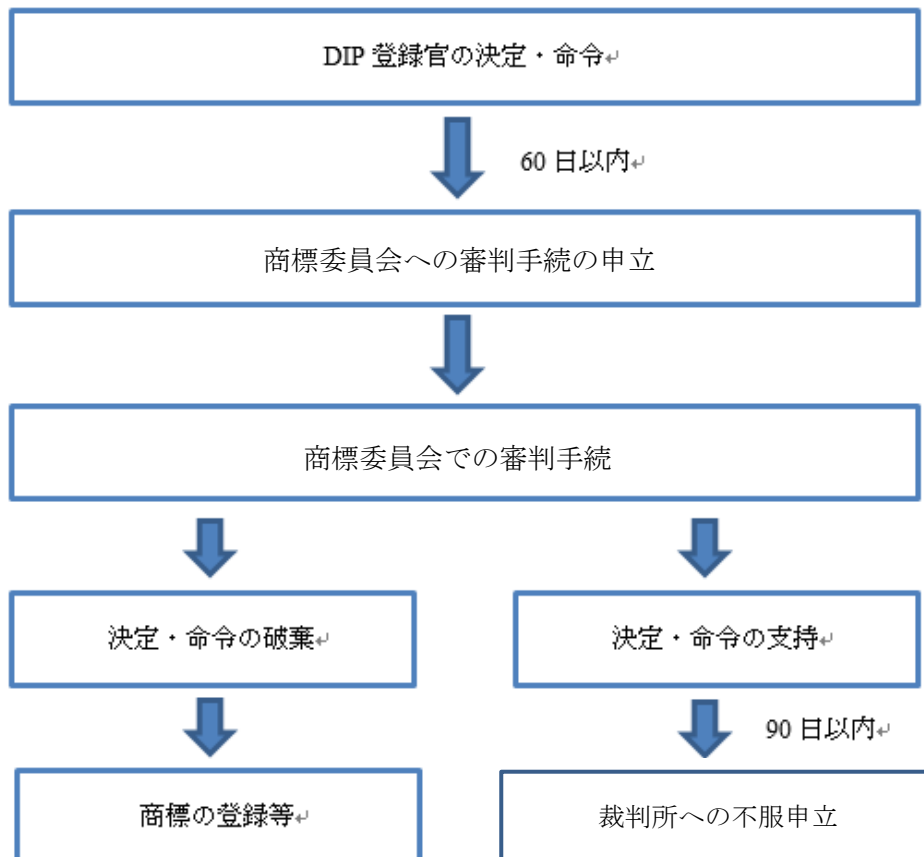 DIP 登録官の決定・命令↵
60 日以内↵
商標委員会への審判手続の申立
商標委員会での審判手続
決定・命令の破棄↵
決定・命令の支持↵
90 日以内↵
商標の登録等↵
裁判所への不服申立